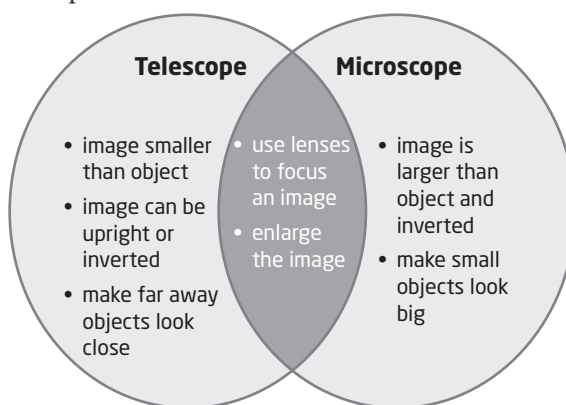 Telescope
Microscope
• image smaller
than object
• image can be
upright or
inverted
• make far away
objects look
close
• use lenses
to focus
an image
• enlarge
the image
• image is
larger than
object and
inverted
• make small
objects look
big